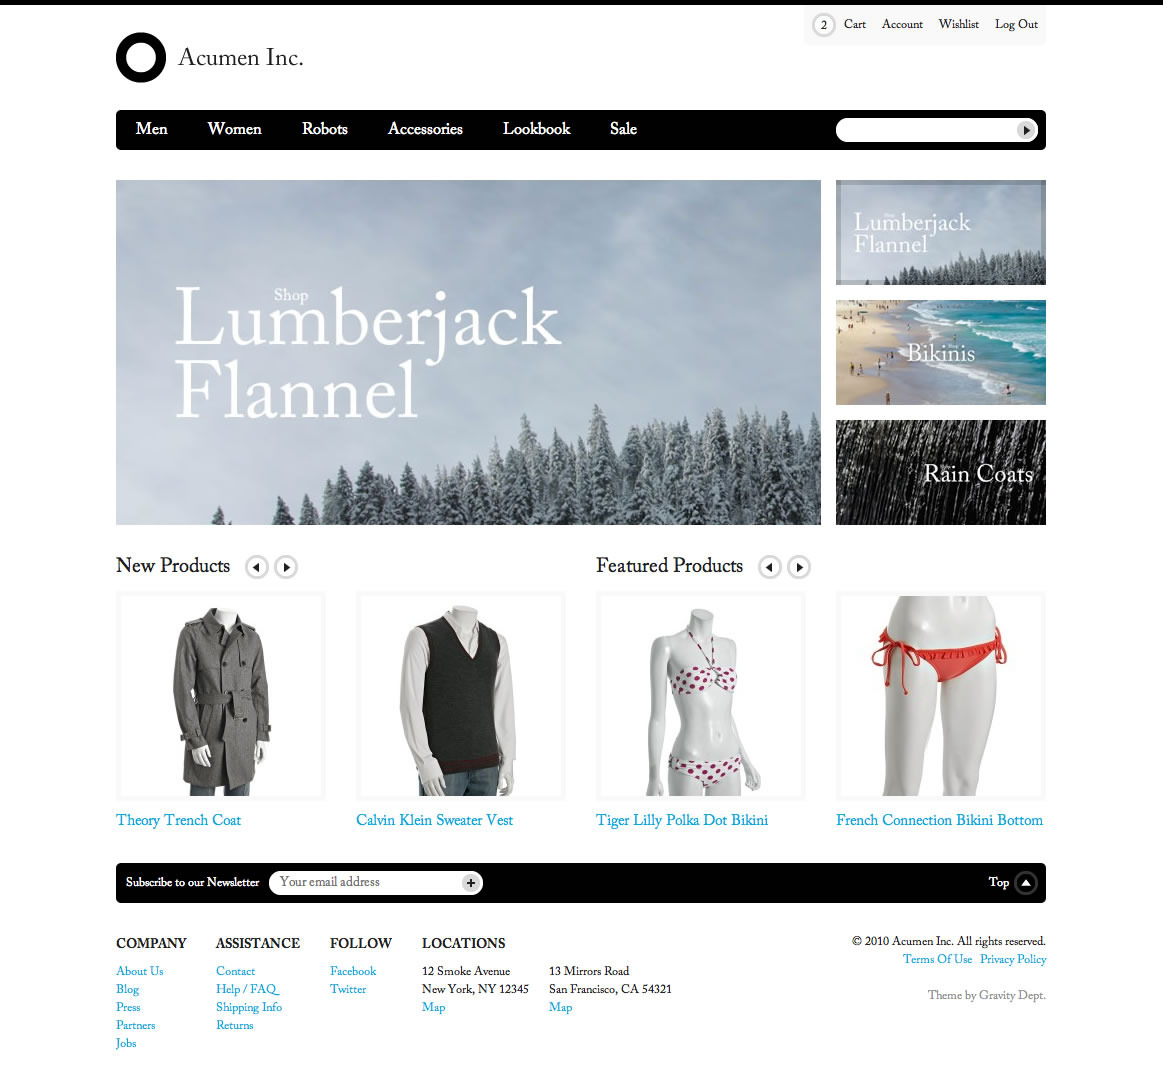 2 Cart Account Wishlist Log Out
Acumen Inc.
Men Women Robots Accessories Lookbook Sale
Shop
Lumberjack
Flannel
Lumberjack
Flannel
Bikinis
Rain Coats
New Products
Featured Products
Theory Trench Coat
Calvin Klein Sweater Vest
Tiger Lilly Polka Dot Bikini
French Connection Bikini Bottom
Subscribe to our Newsletter Your email address
Top
COMPANY
About Us
Blog
Press
Partners
Jobs
ASSISTANCE
Contact
Help / FAQ
Shipping Info
Returns
FOLLOW
Facebook
Twitter
LOCATIONS
12 Smoke Avenue
New York, NY 12345
Map
13 Mirrors Road
San Francisco, CA 54321
Map
© 2010 Acumen Inc. All rights reserved.
Terms Of Use Privacy Policy
Theme by Gravity Dept.